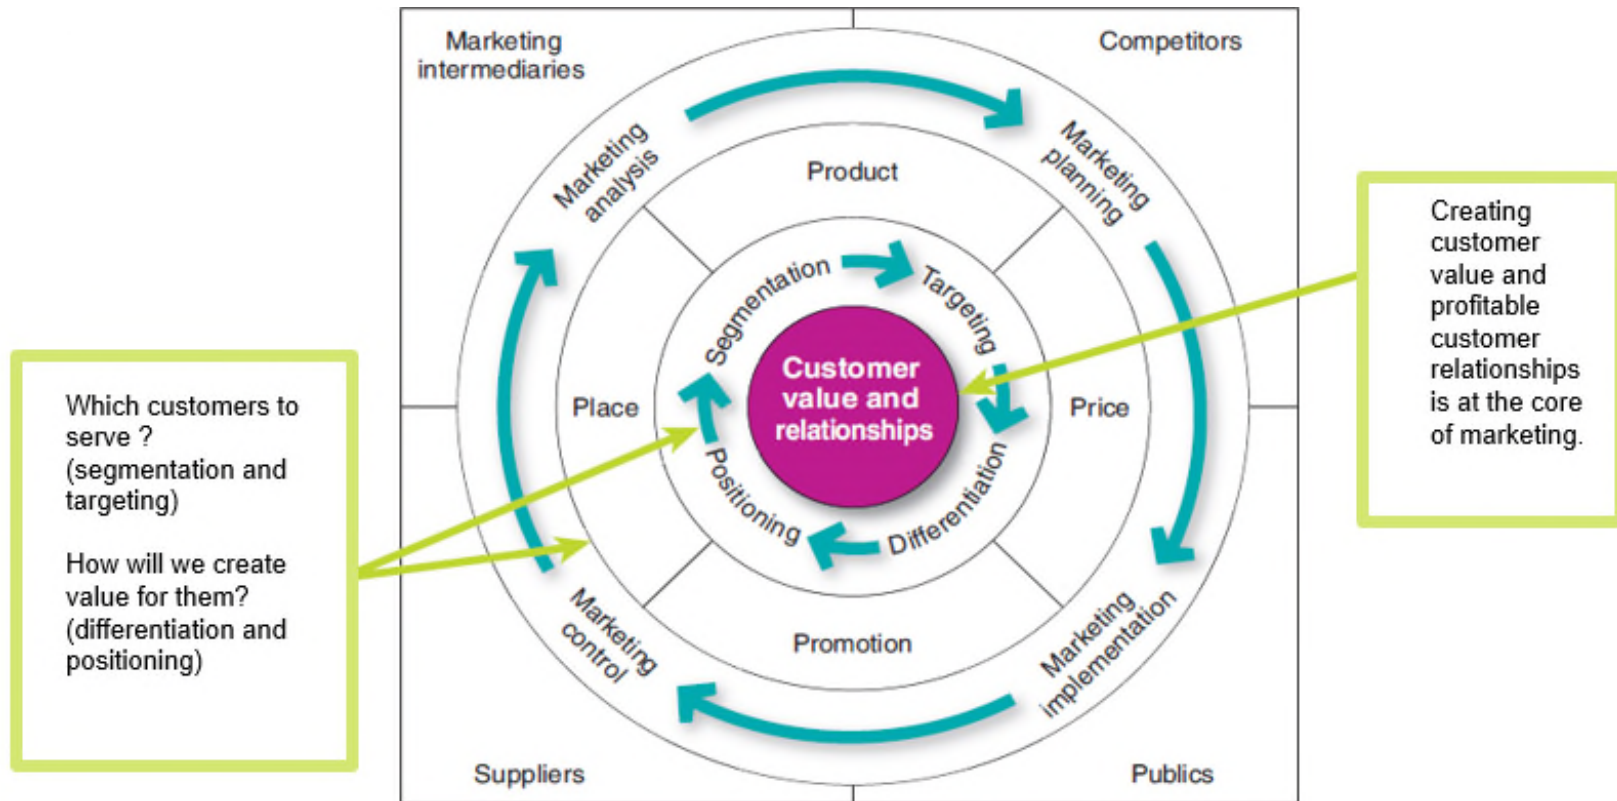 Marketing
intermediaries
Competitors
Marketing
analysis
Marketing
planning
Product
Segmentation
Targeting
Customer
value and
relationships
Place
Price
Positioning
Differentiation
Promotion
Marketing
control
Marketing
implementation
Suppliers
Publics
Which customers to
serve ?
(segmentation and
targeting)
How will we create
value for them?
(differentiation and
positioning)
Creating
customer
value and
profitable
customer
relationships
is at the core
of marketing.